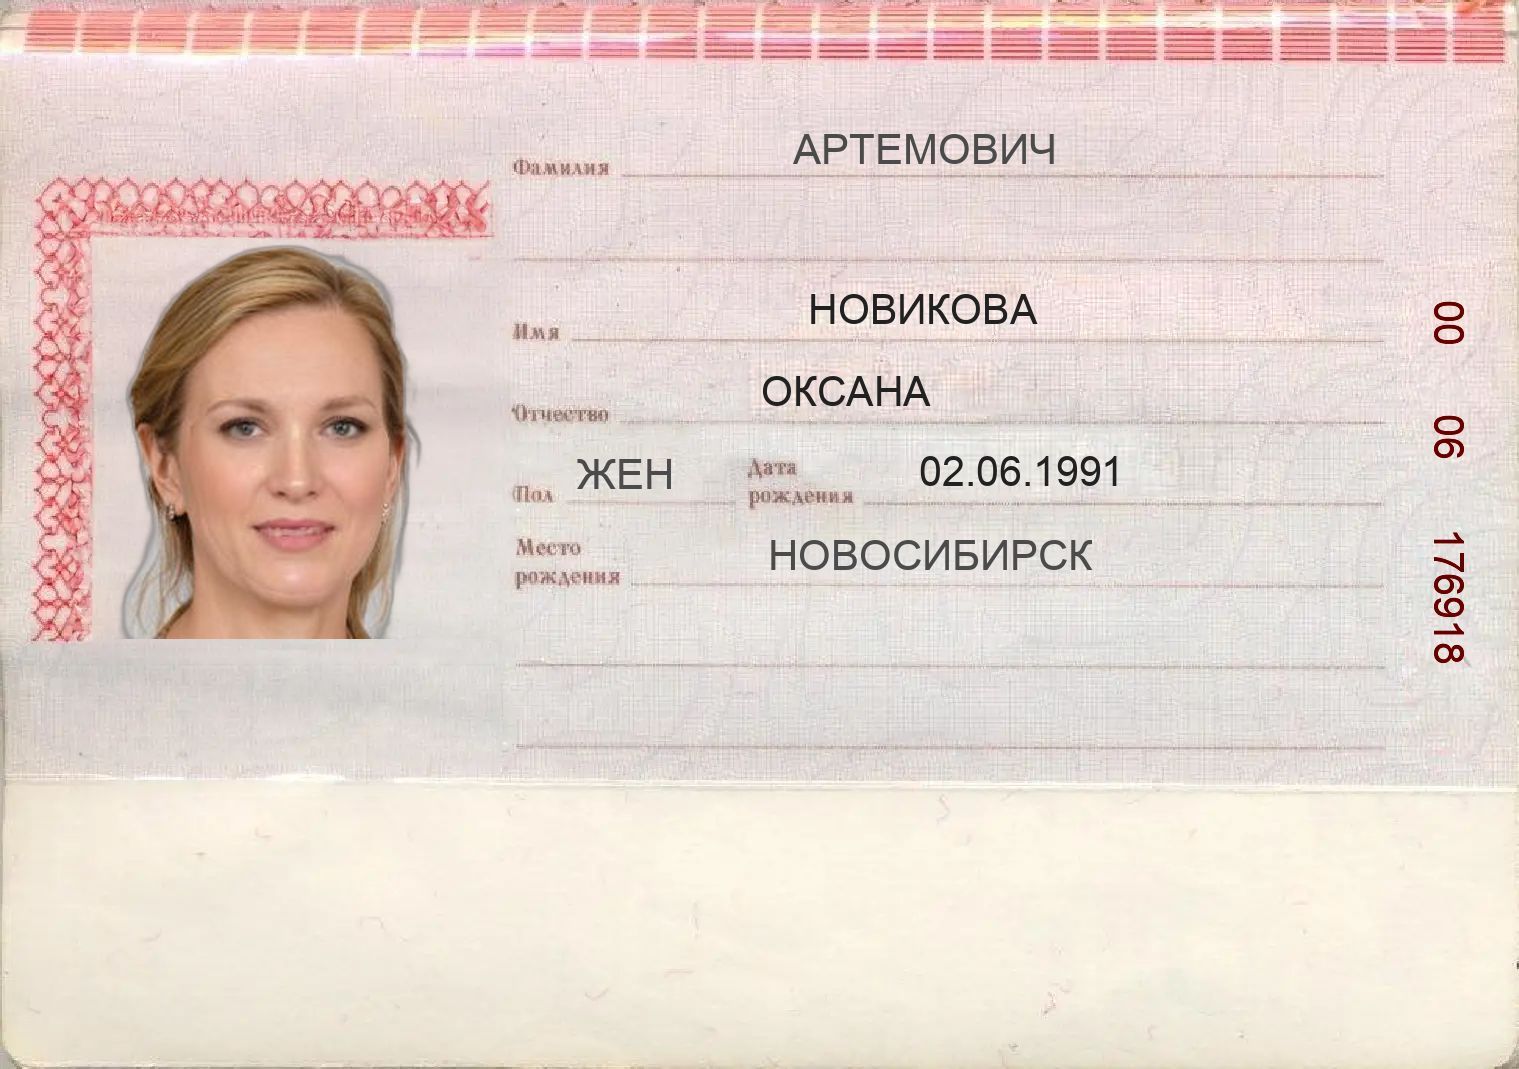 Фамилия АРТЕМОВИЧ
Имя НОВИКОВА
Отчество ОКСАНА
Пол ЖЕН Дата рождения 02.06.1991
Место рождения НОВОСИБИРСК
00 06 176918